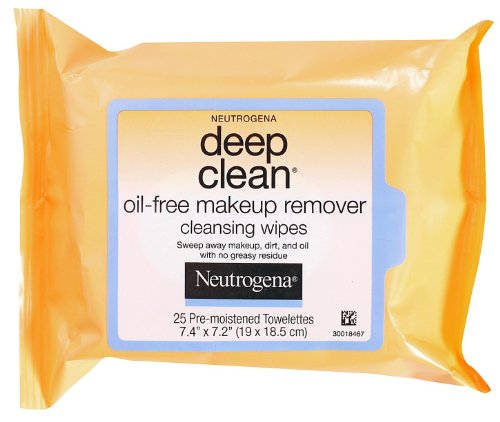 NEUTROGENA
deep
clean®
oil-free makeup remover
cleansing wipes
Sweep away makeup, dirt, and oil
with no greasy residue
Neutrogena®
25 Pre-moistened Towelettes
7.4" x 7.2" (19 x 18.5 cm)
30018467